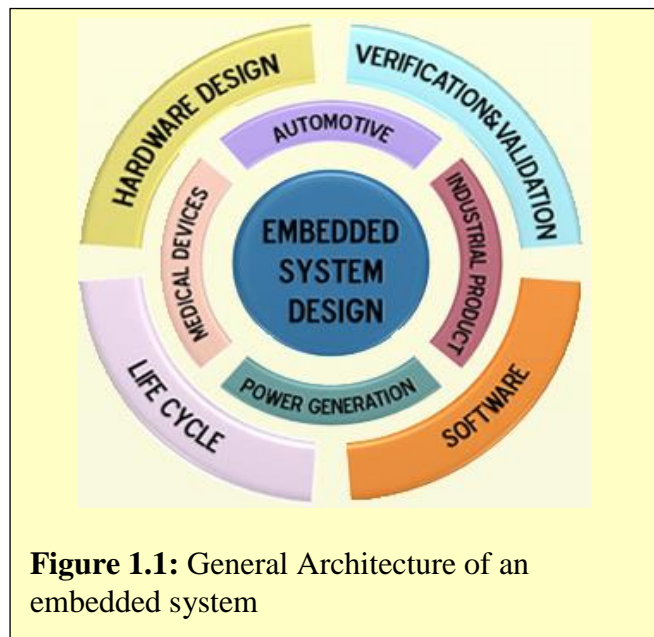 HARDWARE DESIGN
VERIFICATION&VALIDATION
AUTOMOTIVE
MEDICAL DEVICES
INDUSTRIAL PRODUCT
EMBEDDED
SYSTEM
DESIGN
POWER GENERATION
LIFE CYCLE
SOFTWARE
Figure 1.1: General Architecture of an
embedded system